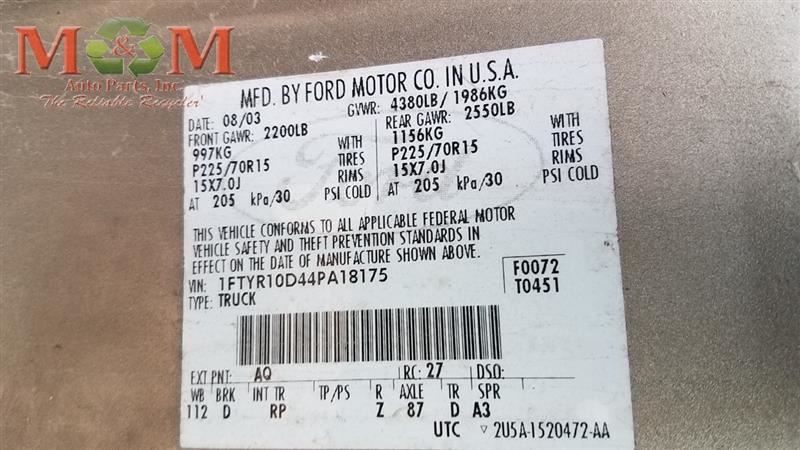 M&M
Auto Parts, Inc.
"The Reliable Recycler"
MFD. BY FORD MOTOR CO. IN U.S.A.
DATE: 08/03 GVWR: 4380LB/ 1986KG
FRONT GAWR: 2200LB REAR GAWR: 2550LB
997KG WITH 1156KG WITH
P225/70R15 TIRES P225/70R15 TIRES
15X7.0J RIMS 15X7.0J RIMS
AT 205 kPa/30 PSI COLD AT 205 kPa/30 PSI COLD
Ford
THIS VEHICLE CONFORMS TO ALL APPLICABLE FEDERAL MOTOR
VEHICLE SAFETY AND THEFT PREVENTION STANDARDS IN
EFFECT ON THE DATE OF MANUFACTURE SHOWN ABOVE.
VIN: 1FTYR10D44PA18175 F0072
TYPE: TRUCK T0451
EXT PNT: AQ RC: 27 DSO:
WB BRK INT TR TP/PS R AXLE TR SPR
112 D RP Z 87 D A3
UTC ▽ 2U5A-1520472-AA